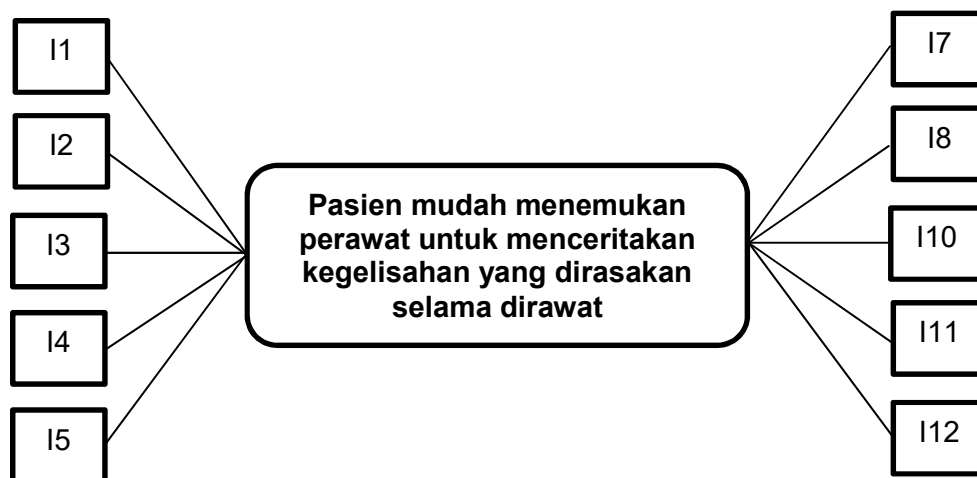 I1
I2
I3
I4
I5
Pasien mudah menemukan
perawat untuk menceritakan
kegelisahan yang dirasakan
selama dirawat
I7
I8
I10
I11
I12